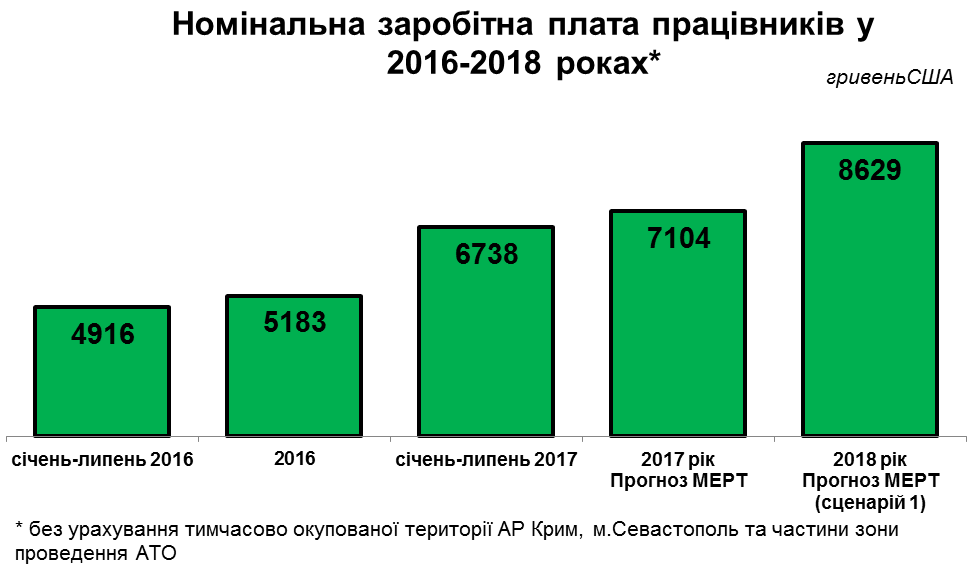 Номінальна заробітна плата працівників у
2016-2018 роках*
гривеньСША
4916
5183
6738
7104
8629
січень-липень 2016
2016
січень-липень 2017
2017 рік
Прогноз МЕРТ
2018 рік
Прогноз МЕРТ
(сценарій 1)
* без урахування тимчасово окупованої території АР Крим, м.Севастополь та частини зони
проведення АТО